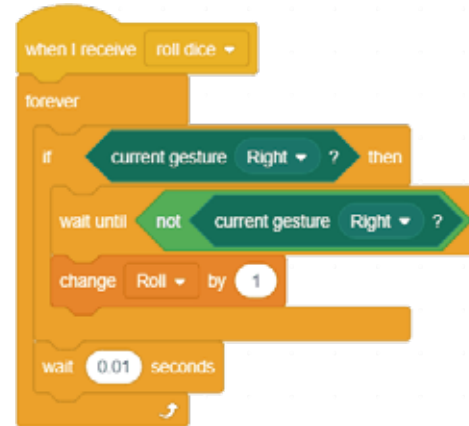 when I receive roll dice
forever
if current gesture Right ? then
wait until not current gesture Right ?
change Roll by 1
wait 0.01 seconds